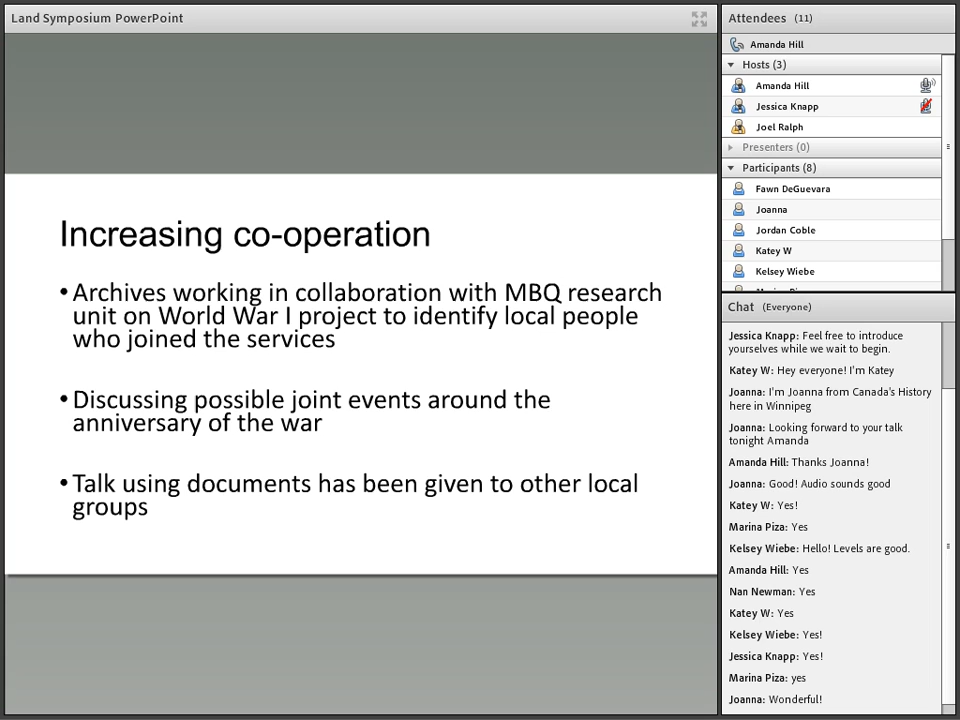 Land Symposium PowerPoint
Increasing co-operation
• Archives working in collaboration with MBQ research
unit on World War I project to identify local people
who joined the services
• Discussing possible joint events around the
anniversary of the war
• Talk using documents has been given to other local
groups
Attendees (11)
Amanda Hill
Hosts (3)
Amanda Hill
Jessica Knapp
Joel Ralph
Presenters (0)
Participants (8)
Fawn DeGuevara
Joanna
Jordan Coble
Katey W
Kelsey Wiebe
Chat (Everyone)
Jessica Knapp: Feel free to introduce
yourselves while we wait to begin.
Katey W: Hey everyone! I'm Katey
Joanna: I'm Joanna from Canada's History
here in Winnipeg
Joanna: Looking forward to your talk
tonight Amanda
Amanda Hill: Thanks Joanna!
Joanna: Good! Audio sounds good
Katey W: Yes!
Marina Piza: Yes
Kelsey Wiebe: Hello! Levels are good.
Amanda Hill: Yes
Nan Newman: Yes
Katey W: Yes
Kelsey Wiebe: Yes!
Jessica Knapp: Yes!
Marina Piza: yes
Joanna: Wonderful!